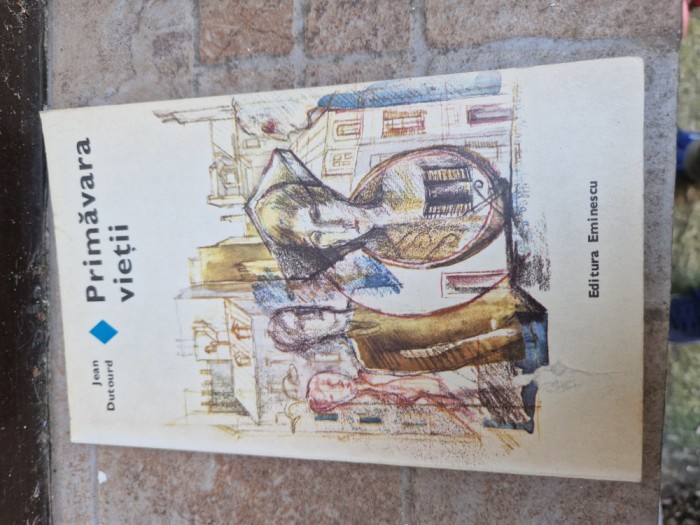 Jean
Dutourd
Primăvara
vieții
Editura Eminescu